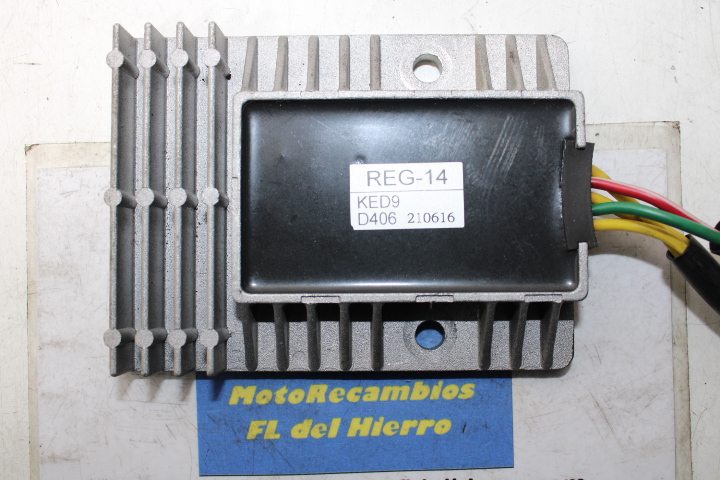 REG-14
KED9
D406 210616
MotoRecambios
FL del Hierro